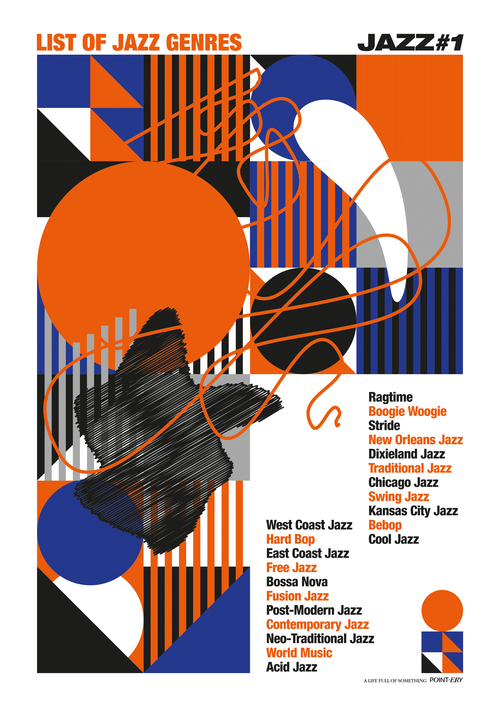 LIST OF JAZZ GENRES
JAZZ#1
Ragtime
Boogie Woogie
Stride
New Orleans Jazz
Dixieland Jazz
Traditional Jazz
Chicago Jazz
Swing Jazz
Kansas City Jazz
Bebop
Cool Jazz
West Coast Jazz
Hard Bop
East Coast Jazz
Free Jazz
Bossa Nova
Fusion Jazz
Post-Modern Jazz
Contemporary Jazz
Neo-Traditional Jazz
World Music
Acid Jazz
A LIFE FULL OF SOMETHING POINT-ERY